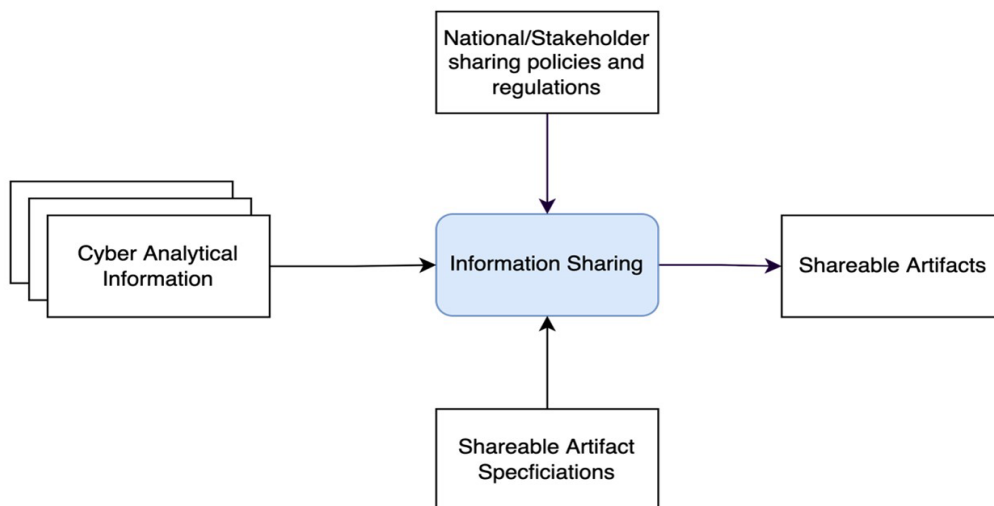 National/Stakeholder
sharing policies and
regulations
Cyber Analytical
Information
Information Sharing
Shareable Artifacts
Shareable Artifact
Specficiations